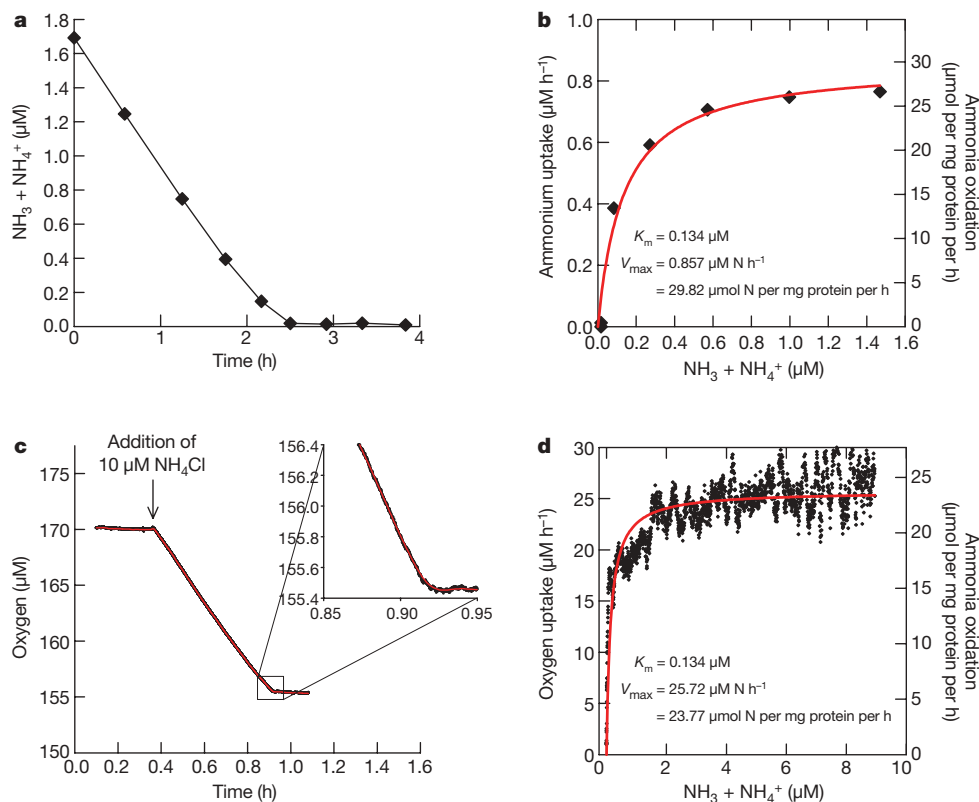 a
1.8
1.6
1.4
1.2
1.0
0.8
0.6
0.4
0.2
0.0
NH₃ + NH₄⁺ (µM)
0 1 2 3 4
Time (h)
b
1.0
0.8
0.6
0.4
0.2
0.0
Ammonium uptake (µM h⁻¹)
30
25
20
15
10
5
0
Ammonia oxidation
(µmol per mg protein per h)
Kₘ = 0.134 µM
Vₘₐₓ = 0.857 µM N h⁻¹
= 29.82 µmol N per mg protein per h
0.0 0.2 0.4 0.6 0.8 1.0 1.2 1.4 1.6
NH₃ + NH₄⁺ (µM)
c
Addition of
10 µM NH₄Cl
175
170
165
160
155
150
Oxygen (µM)
0.0 0.2 0.4 0.6 0.8 1.0 1.2 1.4 1.6
Time (h)
156.4
156.2
156.0
155.8
155.6
155.4
0.85 0.90 0.95
d
30
25
20
15
10
5
0
Oxygen uptake (µM h⁻¹)
25
20
15
10
5
0
Ammonia oxidation
(µmol per mg protein per h)
Kₘ = 0.134 µM
Vₘₐₓ = 25.72 µM N h⁻¹
= 23.77 µmol N per mg protein per h
0 2 4 6 8 10
NH₃ + NH₄⁺ (µM)